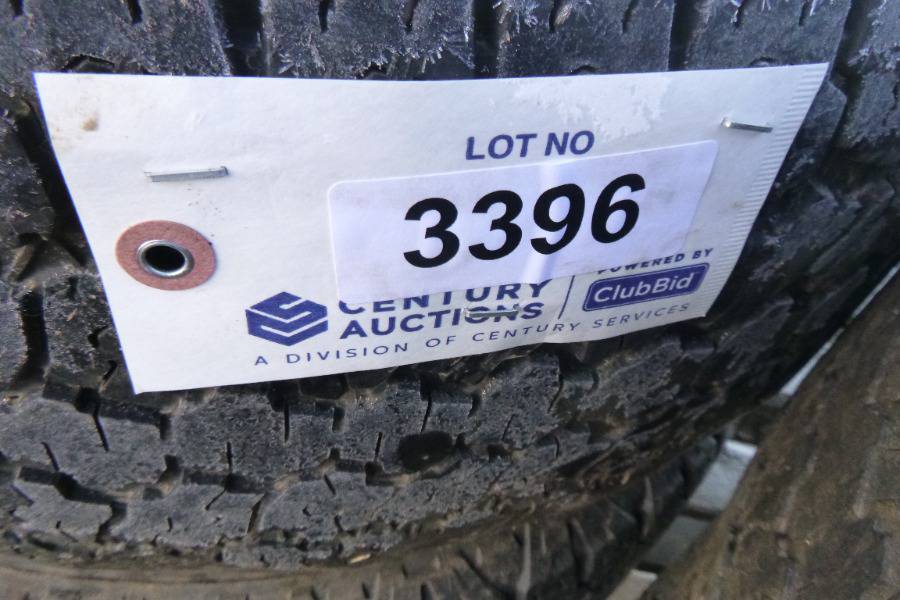 LOT NO
3396
CENTURY
AUCTIONS
POWERED BY
ClubBid
A DIVISION OF CENTURY SERVICES